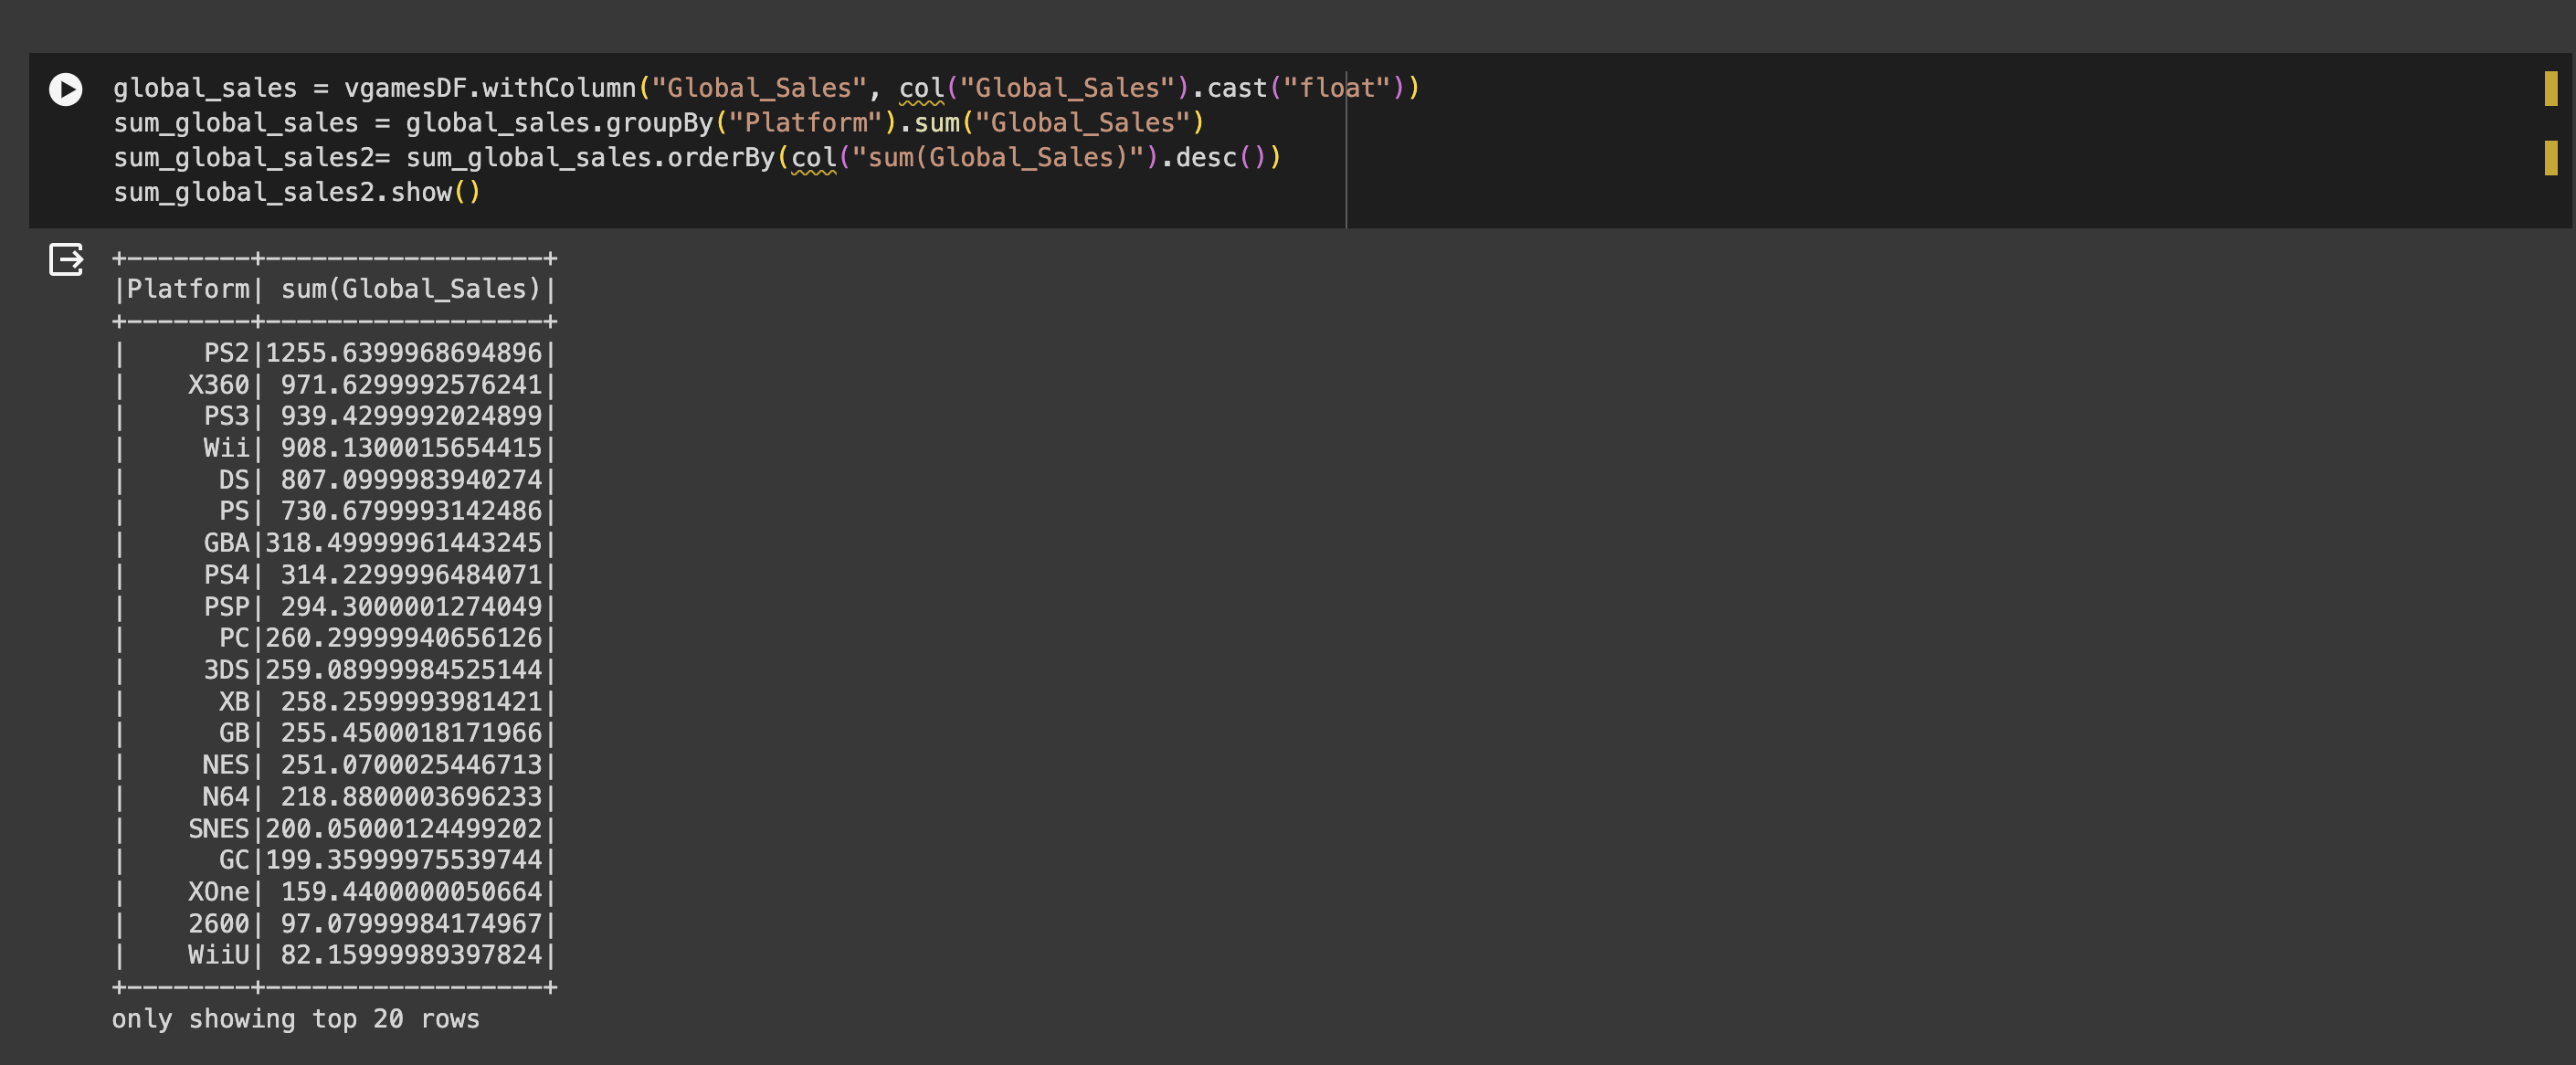 global_sales = vgamesDF.withColumn("Global_Sales", col("Global_Sales").cast("float"))
sum_global_sales = global_sales.groupBy("Platform").sum("Global_Sales")
sum_global_sales2= sum_global_sales.orderBy(col("sum(Global_Sales)").desc())
sum_global_sales2.show()
+--------+------------------+
|Platform| sum(Global_Sales)|
+--------+------------------+
|     PS2|1255.6399968694896|
|    X360| 971.6299992576241|
|     PS3| 939.4299992024899|
|     Wii| 908.1300015654415|
|      DS| 807.0999983940274|
|      PS| 730.6799993142486|
|     GBA|318.49999961443245|
|     PS4| 314.2299996484071|
|     PSP| 294.3000001274049|
|      PC|260.29999940656126|
|     3DS|259.08999984525144|
|      XB| 258.2599993981421|
|      GB| 255.4500018171966|
|     NES| 251.0700025446713|
|     N64| 218.8800003696233|
|    SNES|200.05000124499202|
|      GC|199.35999975539744|
|    XOne| 159.4400000050664|
|    2600| 97.07999984174967|
|    WiiU| 82.15999989397824|
+--------+------------------+
only showing top 20 rows